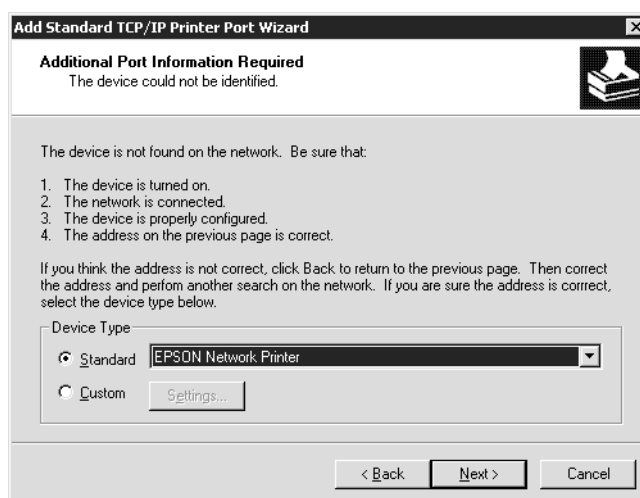 Add Standard TCP/IP Printer Port Wizard
Additional Port Information Required
The device could not be identified.
The device is not found on the network. Be sure that:
1. The device is turned on.
2. The network is connected.
3. The device is properly configured.
4. The address on the previous page is correct.
If you think the address is not correct, click Back to return to the previous page. Then correct
the address and perfom another search on the network. If you are sure the address is corrrect,
select the device type below.
Device Type
Standard EPSON Network Printer
Custom Settings...
< Back Next > Cancel